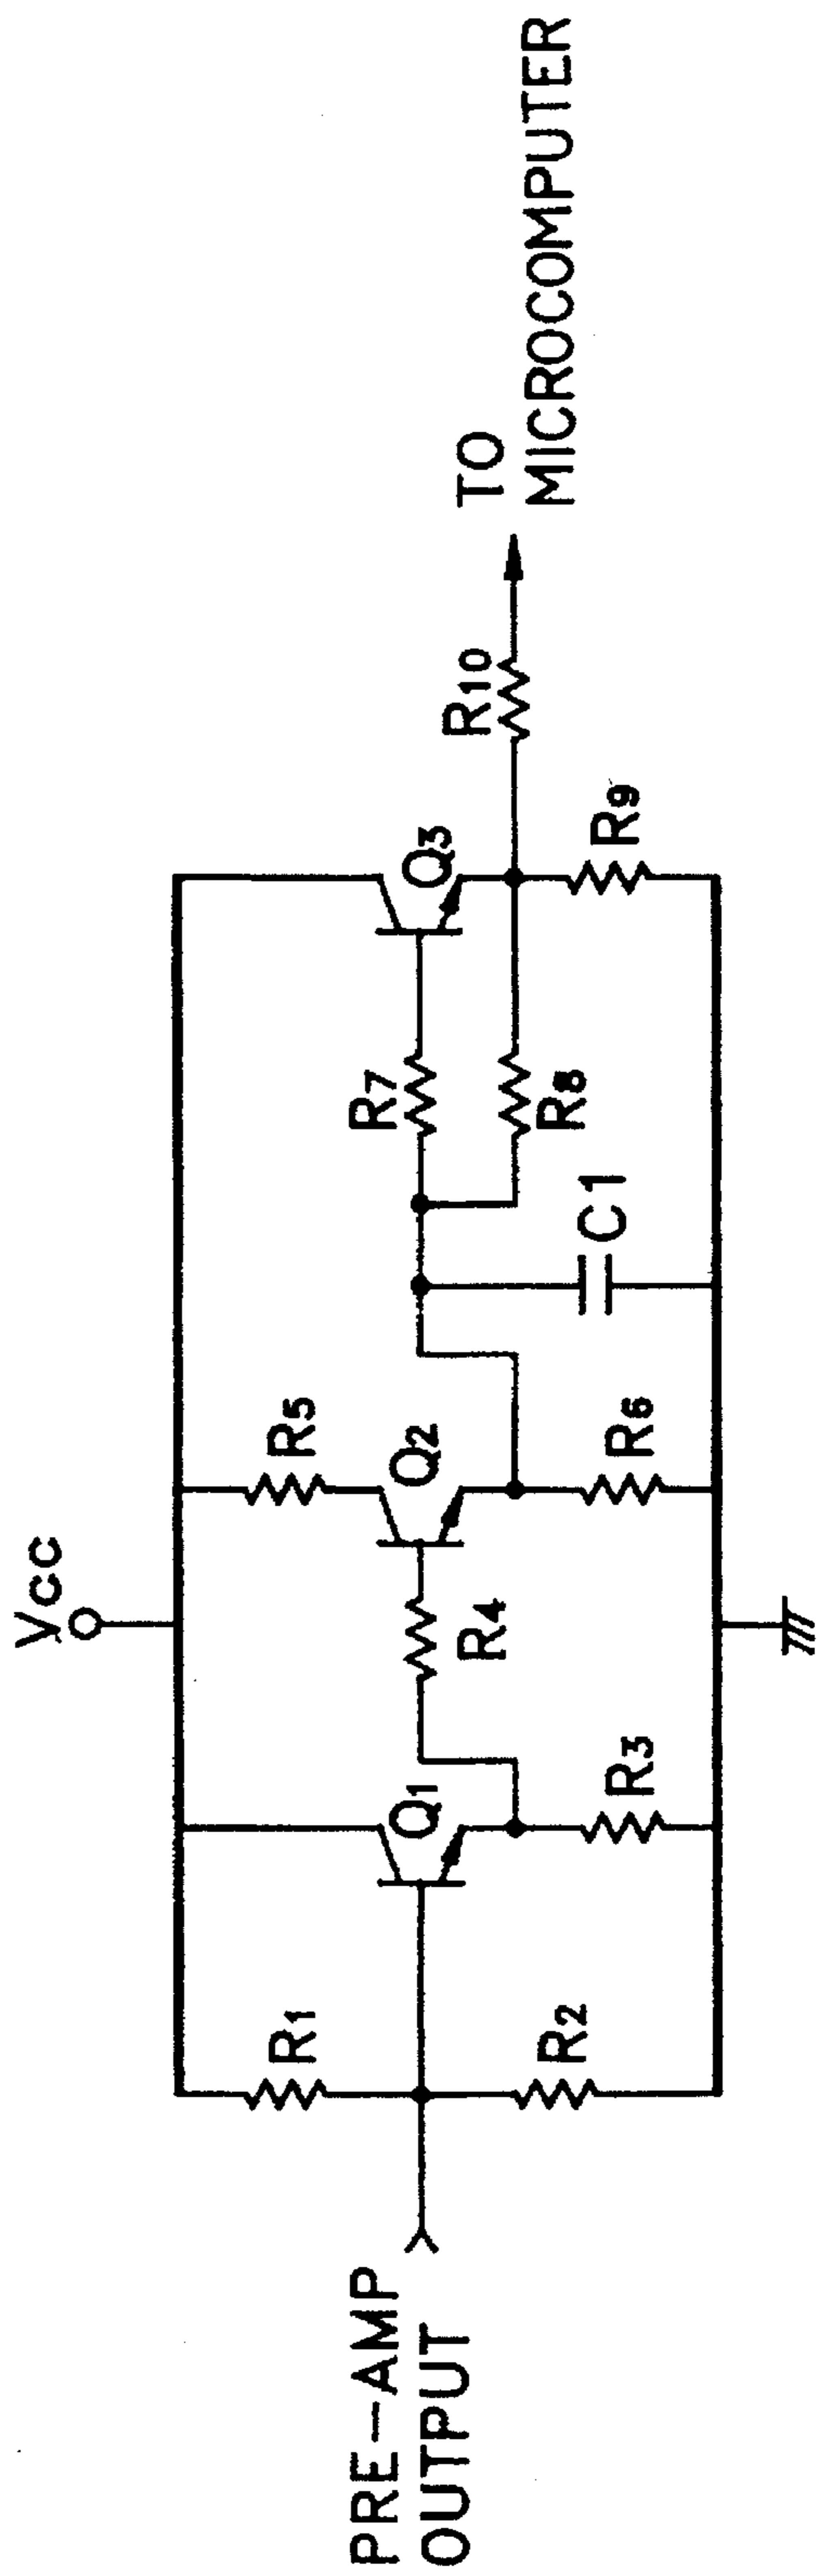 VCC
R1
R5
Q1
Q2
Q3
R7
R10
TO
MICROCOMPUTER
PRE-AMP
OUTPUT
R4
R8
R2
R3
R6
C1
R9